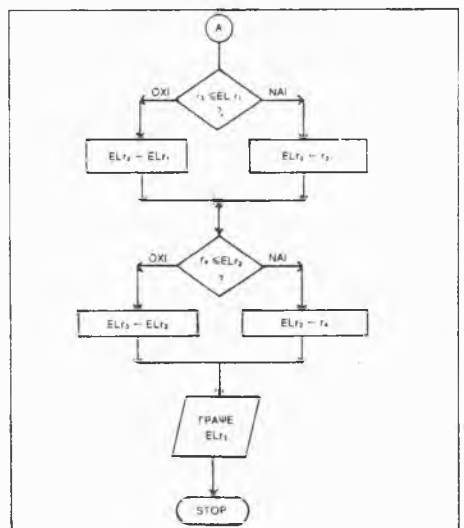 A
r₃ ≤ EL r₁
?
ΟΧΙ
ΝΑΙ
ELr₂ ← ELr₁
ELr₂ ← r₃
r₄ ≤ ELr₂
?
ΟΧΙ
ΝΑΙ
ELr₃ ← ELr₂
ELr₃ ← r₄
ΓΡΑΨΕ
ELr₃
STOP